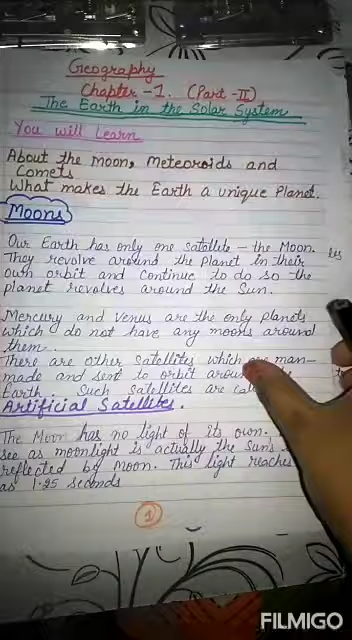 Geography
Chapter-1. (Part-II)
The Earth in the Solar System
You will Learn
About the Moon, Meteoroids and
Comets
What makes the Earth a unique Planet.
Moons
Our Earth has only one satellite - the Moon.
They revolve around the planet in their
own orbit and continue to do so the
planet revolves around the Sun.
Mercury and Venus are the only planets
which do not have any moons around
them.
There are other satellites which are man-
made and sent to orbit
Earth. Such satellites are
Artificial Satellites.
The Moon has no light of its own.
see as moonlight is actually the Sun's
reflected by Moon. This light reaches
as 1.25 seconds
1
FILMIGO